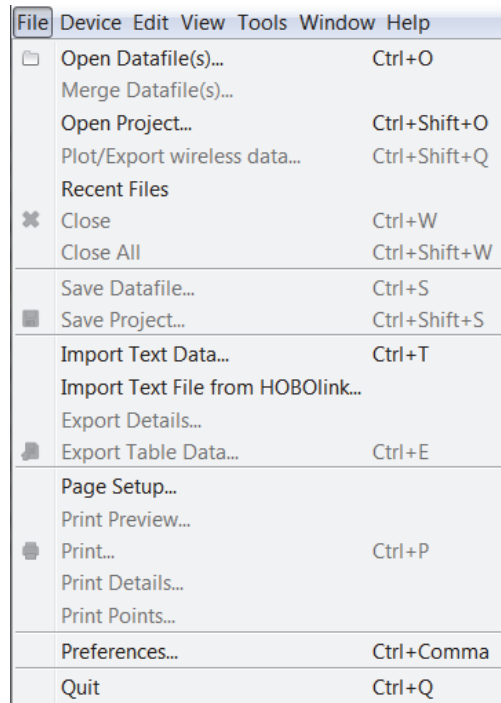 File Device Edit View Tools Window Help
Open Datafile(s)... Ctrl+O
Merge Datafile(s)...
Open Project... Ctrl+Shift+O
Plot/Export wireless data... Ctrl+Shift+Q
Recent Files
Close Ctrl+W
Close All Ctrl+Shift+W
Save Datafile... Ctrl+S
Save Project... Ctrl+Shift+S
Import Text Data... Ctrl+T
Import Text File from HOBOlink...
Export Details...
Export Table Data... Ctrl+E
Page Setup...
Print Preview...
Print... Ctrl+P
Print Details...
Print Points...
Preferences... Ctrl+Comma
Quit Ctrl+Q